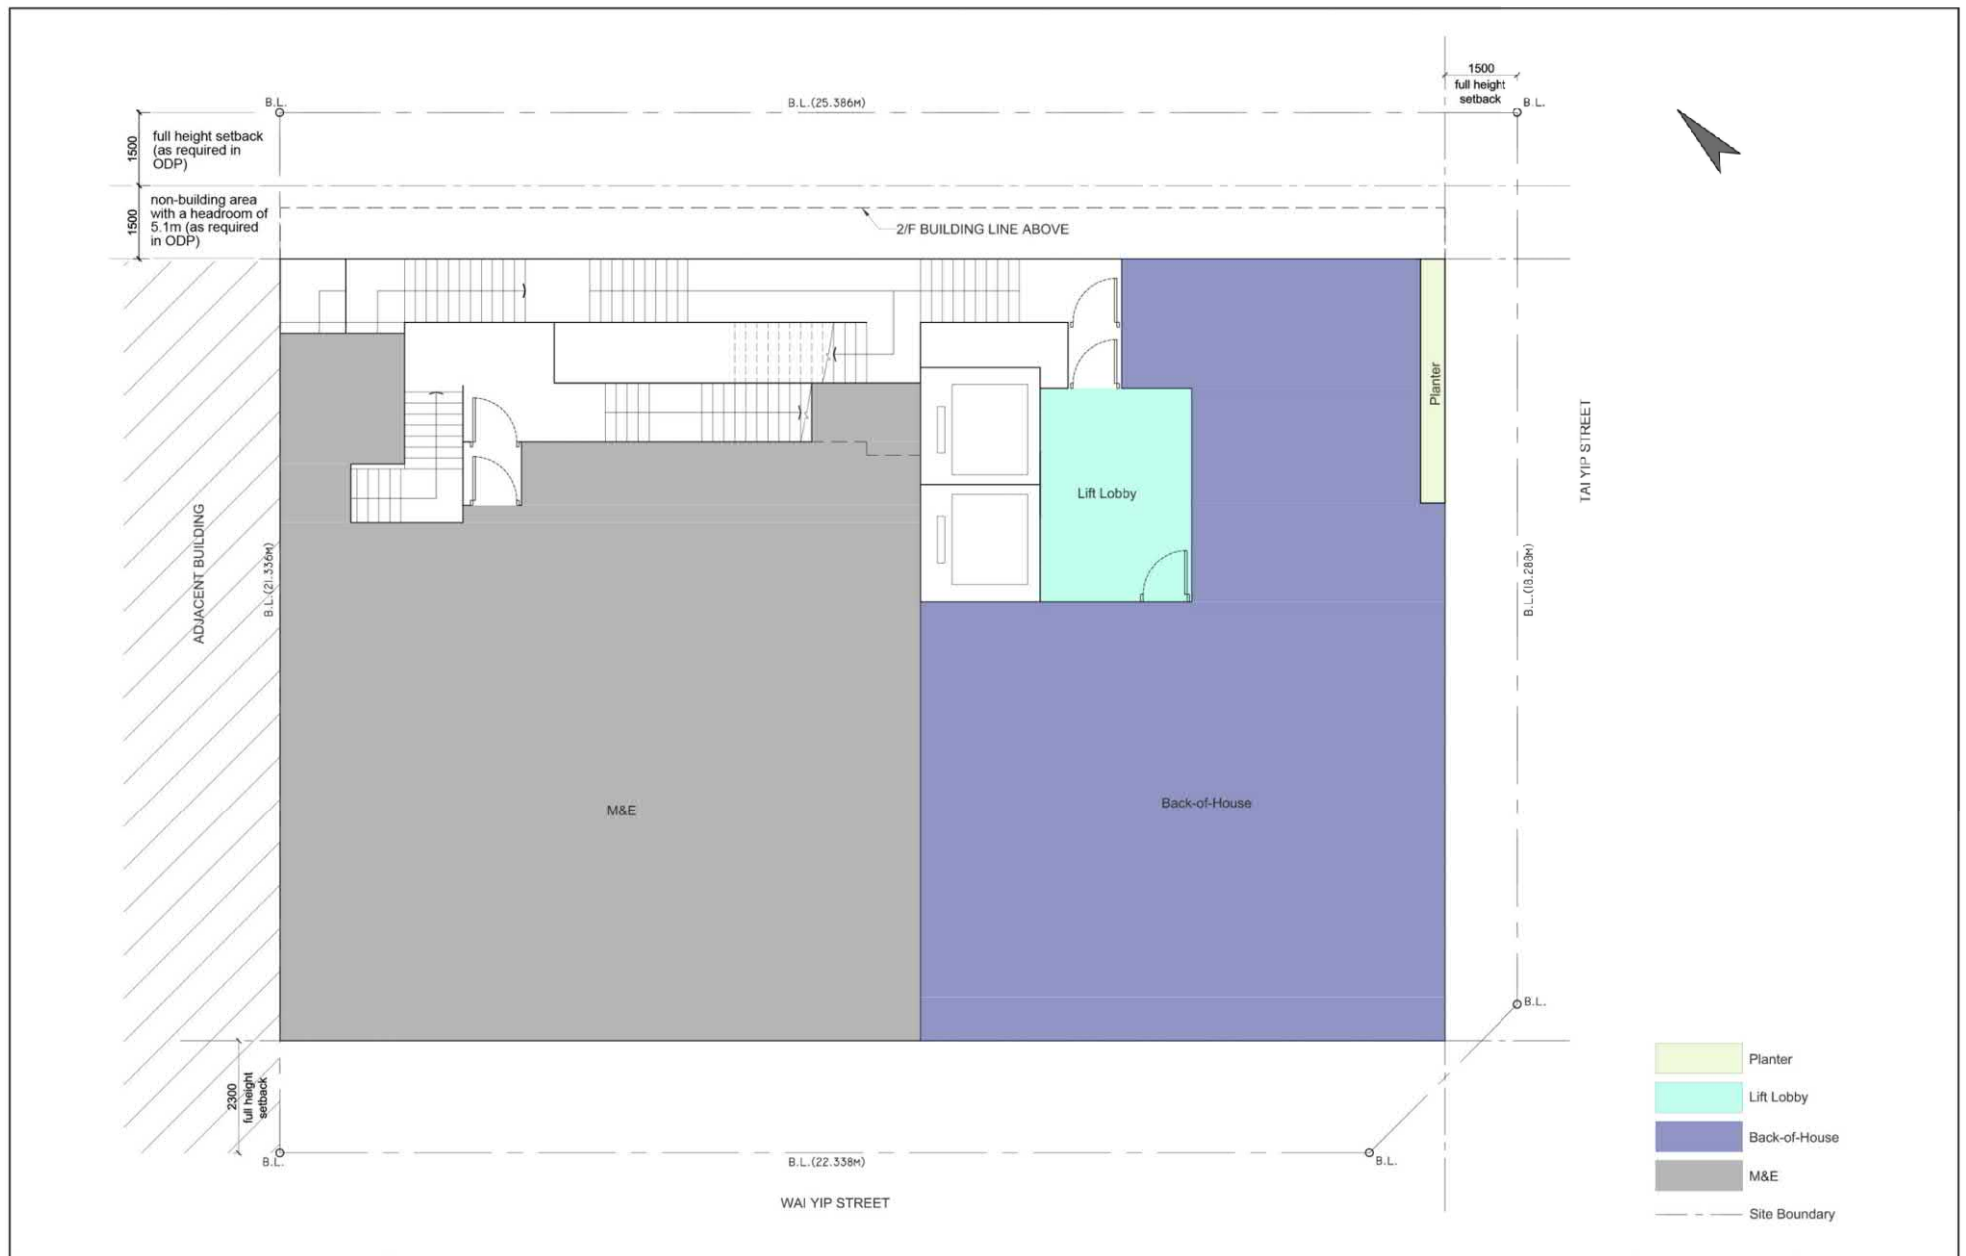 1500
full height
setback
B.L.
B.L.(25.386M)
B.L.
1500
full height setback
(as required in
ODP)
1500
non-building area
with a headroom of
5.1m (as required
in ODP)
2/F BUILDING LINE ABOVE
Planter
TAI YIP STREET
Lift Lobby
ADJACENT BUILDING
B.L.(21.336M)
B.L.(18.288M)
M&E
Back-of-House
B.L.
2300
full height
setback
B.L.
B.L.(22.338M)
B.L.
WAI YIP STREET
Planter
Lift Lobby
Back-of-House
M&E
Site Boundary